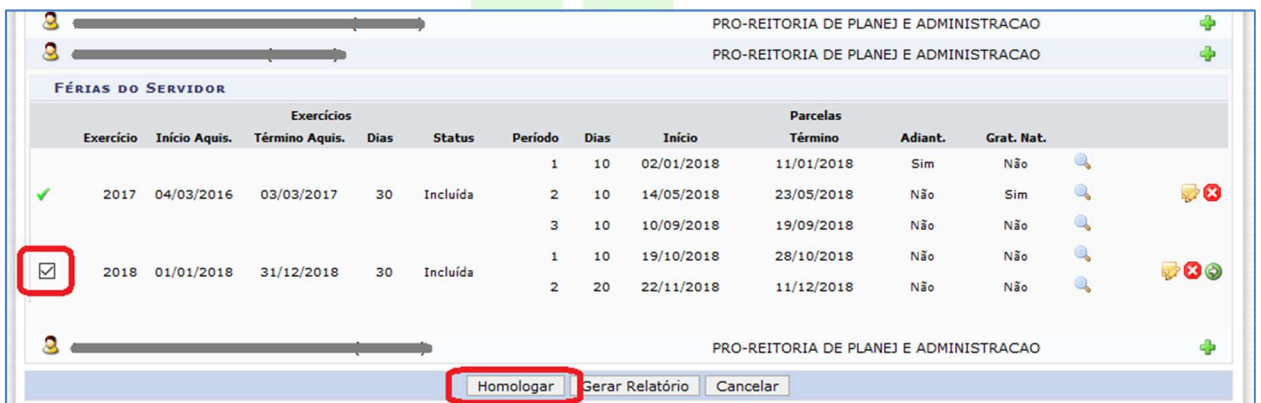 PRO-REITORIA DE PLANEJ E ADMINISTRACAO
PRO-REITORIA DE PLANEJ E ADMINISTRACAO
FÉRIAS DO SERVIDOR
Exercícios Parcelas
Exercício Início Aquis. Término Aquis. Dias Status Período Dias Início Término Adiant. Grat. Nat.
1 10 02/01/2018 11/01/2018 Sim Não
2017 04/03/2016 03/03/2017 30 Incluída 2 10 14/05/2018 23/05/2018 Não Sim
3 10 10/09/2018 19/09/2018 Não Não
1 10 19/10/2018 28/10/2018 Não Não
2018 01/01/2018 31/12/2018 30 Incluída
2 20 22/11/2018 11/12/2018 Não Não
PRO-REITORIA DE PLANEJ E ADMINISTRACAO
Homologar Gerar Relatório Cancelar